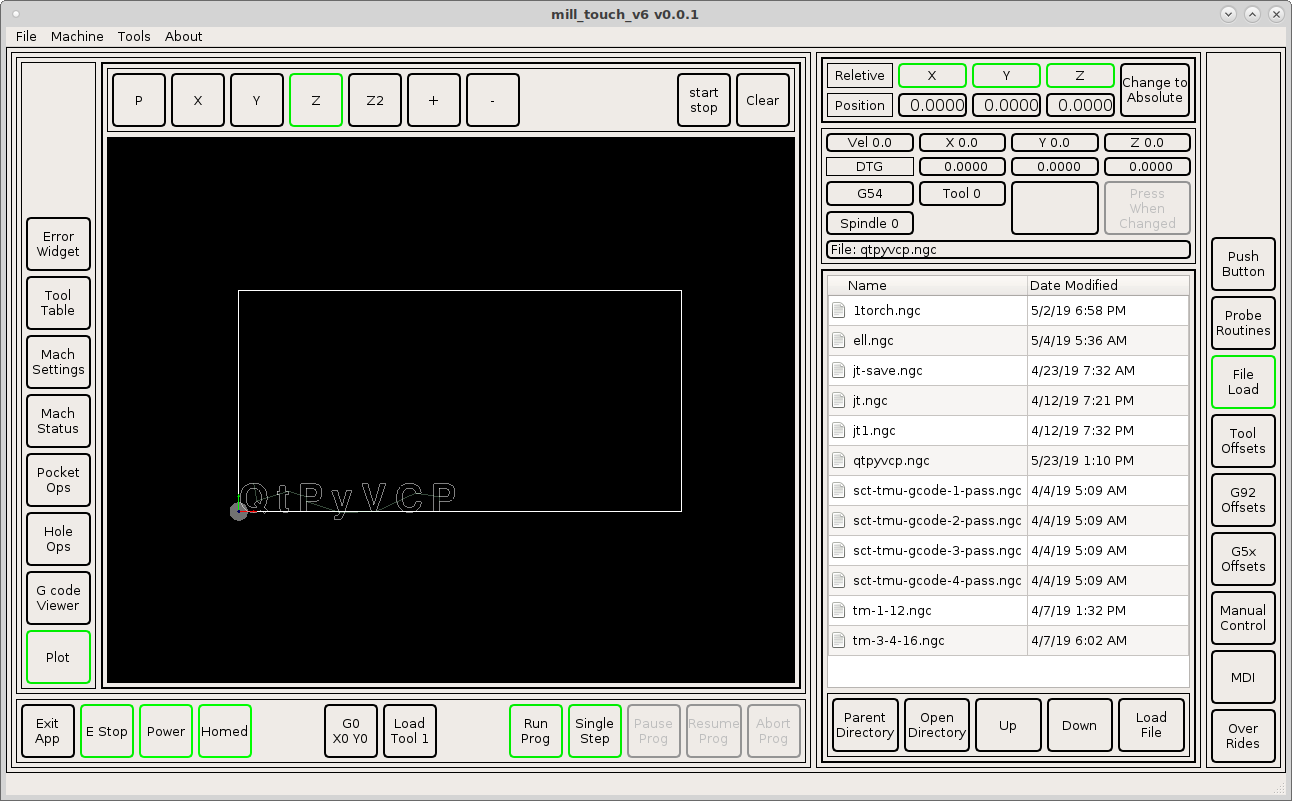 mill_touch_v6 v0.0.1
File Machine Tools About
P X Y Z Z2 + -
start
stop
Clear
Error
Widget
Tool
Table
Mach
Settings
Mach
Status
Pocket
Ops
Hole
Ops
G code
Viewer
Plot
QtPyVCP
Exit
App
E Stop
Power
Homed
G0
X0 Y0
Load
Tool 1
Run
Prog
Single
Step
Pause
Prog
Resume
Prog
Abort
Prog
Reletive X Y Z
Position 0.0000 0.0000 0.0000
Change to
Absolute
Vel 0.0 X 0.0 Y 0.0 Z 0.0
DTG 0.0000 0.0000 0.0000
G54 Tool 0
Press
When
Changed
Spindle 0
File: qtpyvcp.ngc
Name Date Modified
1torch.ngc 5/2/19 6:58 PM
ell.ngc 5/4/19 5:36 AM
jt-save.ngc 4/23/19 7:32 AM
jt.ngc 4/12/19 7:21 PM
jt1.ngc 4/12/19 7:32 PM
qtpyvcp.ngc 5/23/19 1:10 PM
sct-tmu-gcode-1-pass.ngc 4/4/19 5:09 AM
sct-tmu-gcode-2-pass.ngc 4/4/19 5:09 AM
sct-tmu-gcode-3-pass.ngc 4/4/19 5:09 AM
sct-tmu-gcode-4-pass.ngc 4/4/19 5:09 AM
tm-1-12.ngc 4/7/19 1:32 PM
tm-3-4-16.ngc 4/7/19 6:02 AM
Parent
Directory
Open
Directory
Up
Down
Load
File
Push
Button
Probe
Routines
File
Load
Tool
Offsets
G92
Offsets
G5x
Offsets
Manual
Control
MDI
Over
Rides